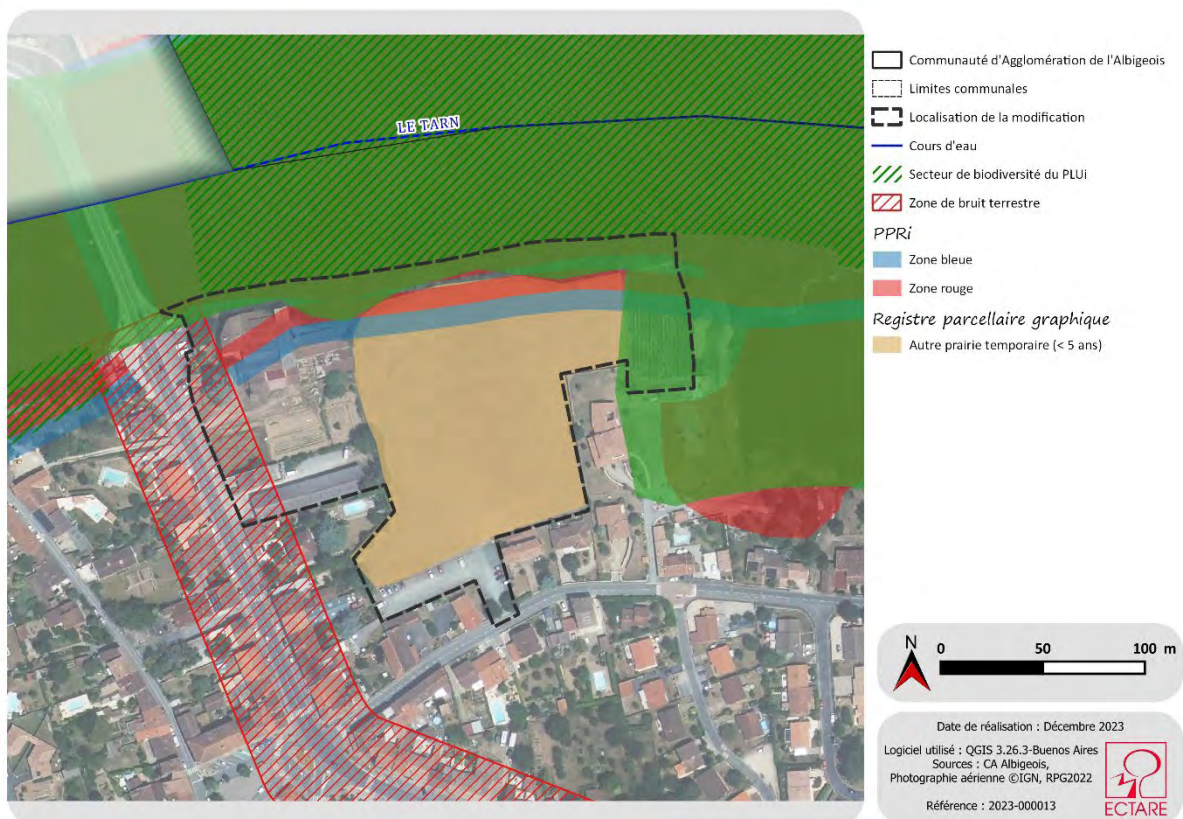 LE TARN
Communauté d'Agglomération de l'Albigeois
Limites communales
Localisation de la modification
Cours d'eau
Secteur de biodiversité du PLUi
Zone de bruit terrestre
PPRi
Zone bleue
Zone rouge
Registre parcellaire graphique
Autre prairie temporaire (< 5 ans)
N
0 50 100 m
Date de réalisation : Décembre 2023
Logiciel utilisé : QGIS 3.26.3-Buenos Aires
Sources : CA Albigeois,
Photographie aérienne ©IGN, RPG2022
Référence : 2023-000013
ECTARE